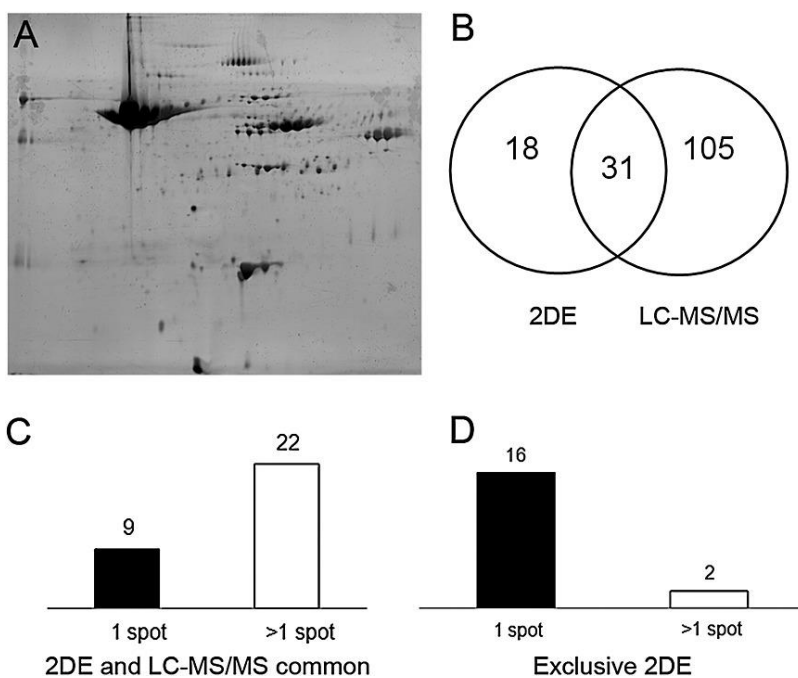 A
B
18
31
105
2DE
LC-MS/MS
C
9
22
1 spot
>1 spot
2DE and LC-MS/MS common
D
16
2
1 spot
>1 spot
Exclusive 2DE